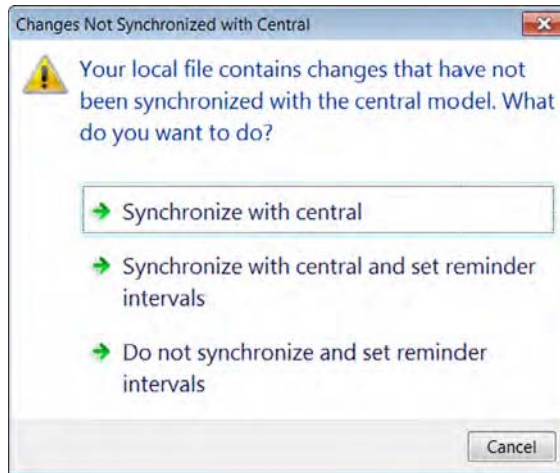 Changes Not Synchronized with Central
Your local file contains changes that have not
been synchronized with the central model. What
do you want to do?
Synchronize with central
Synchronize with central and set reminder
intervals
Do not synchronize and set reminder
intervals
Cancel